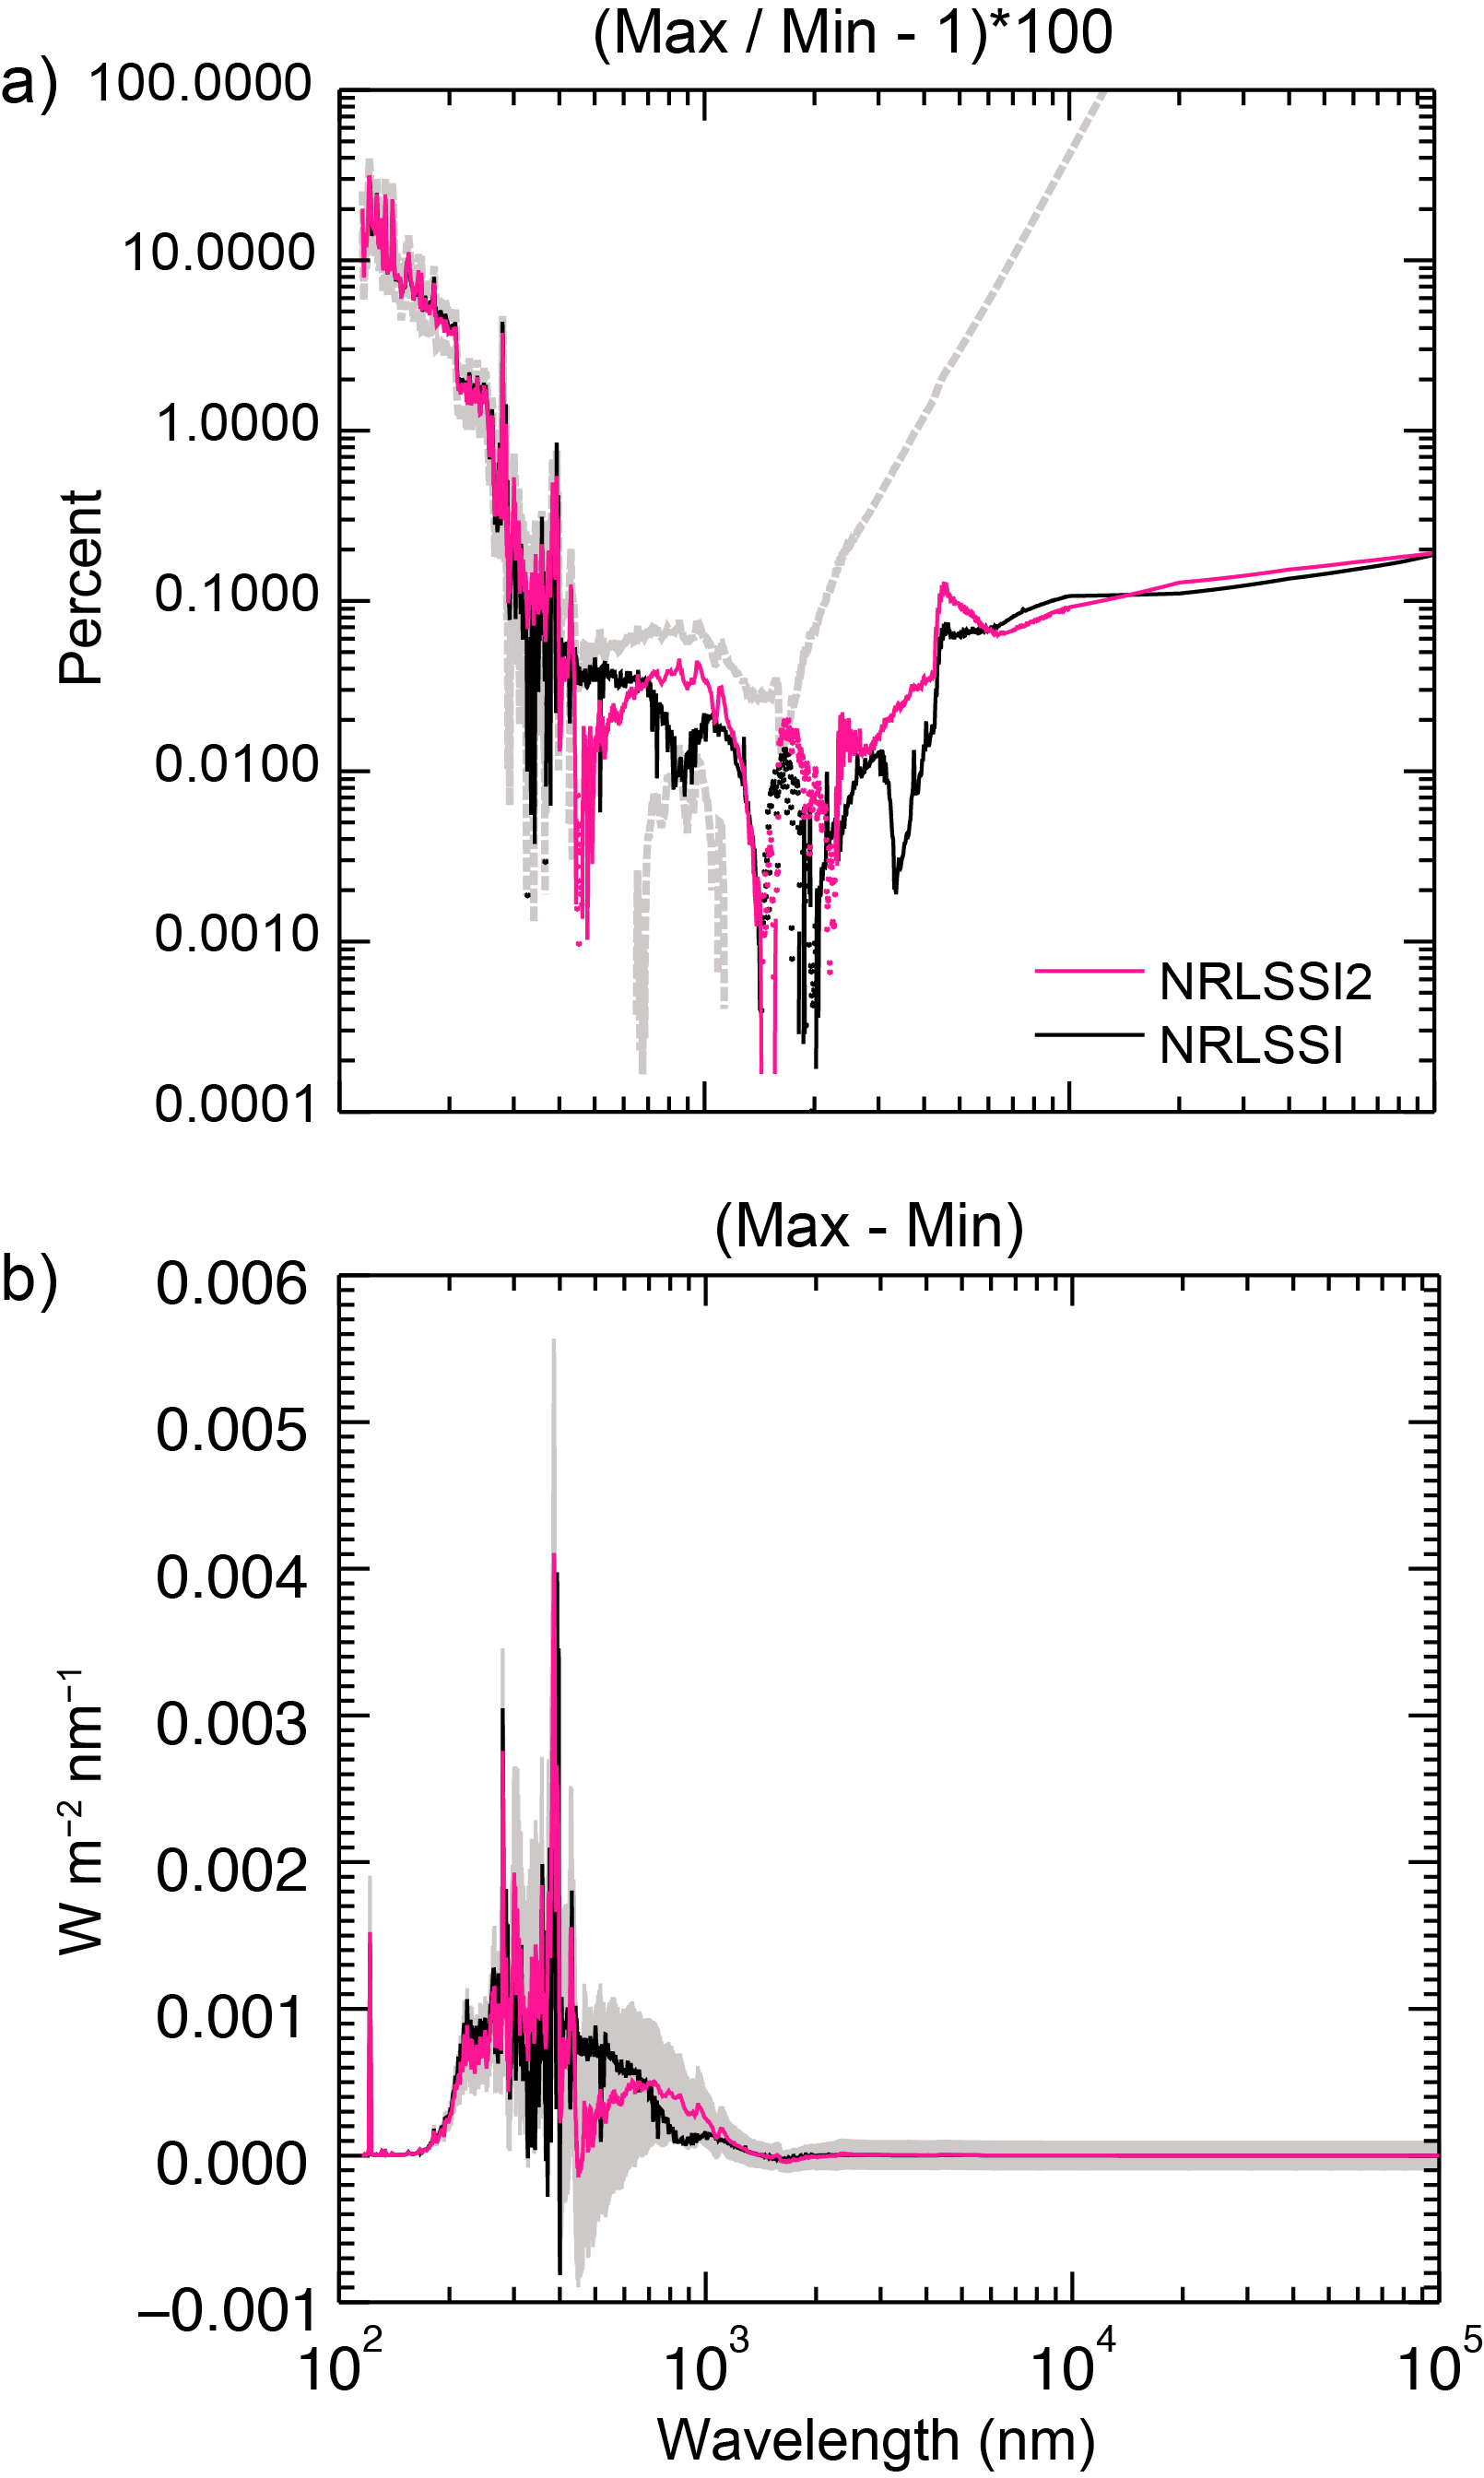 (Max / Min - 1)*100
a)
100.0000
10.0000
1.0000
0.1000
0.0100
0.0010
0.0001
Percent
NRLSSI2
NRLSSI
(Max - Min)
b)
0.006
0.005
0.004
0.003
0.002
0.001
0.000
−0.001
W m⁻² nm⁻¹
10² 10³ 10⁴ 10⁵
Wavelength (nm)